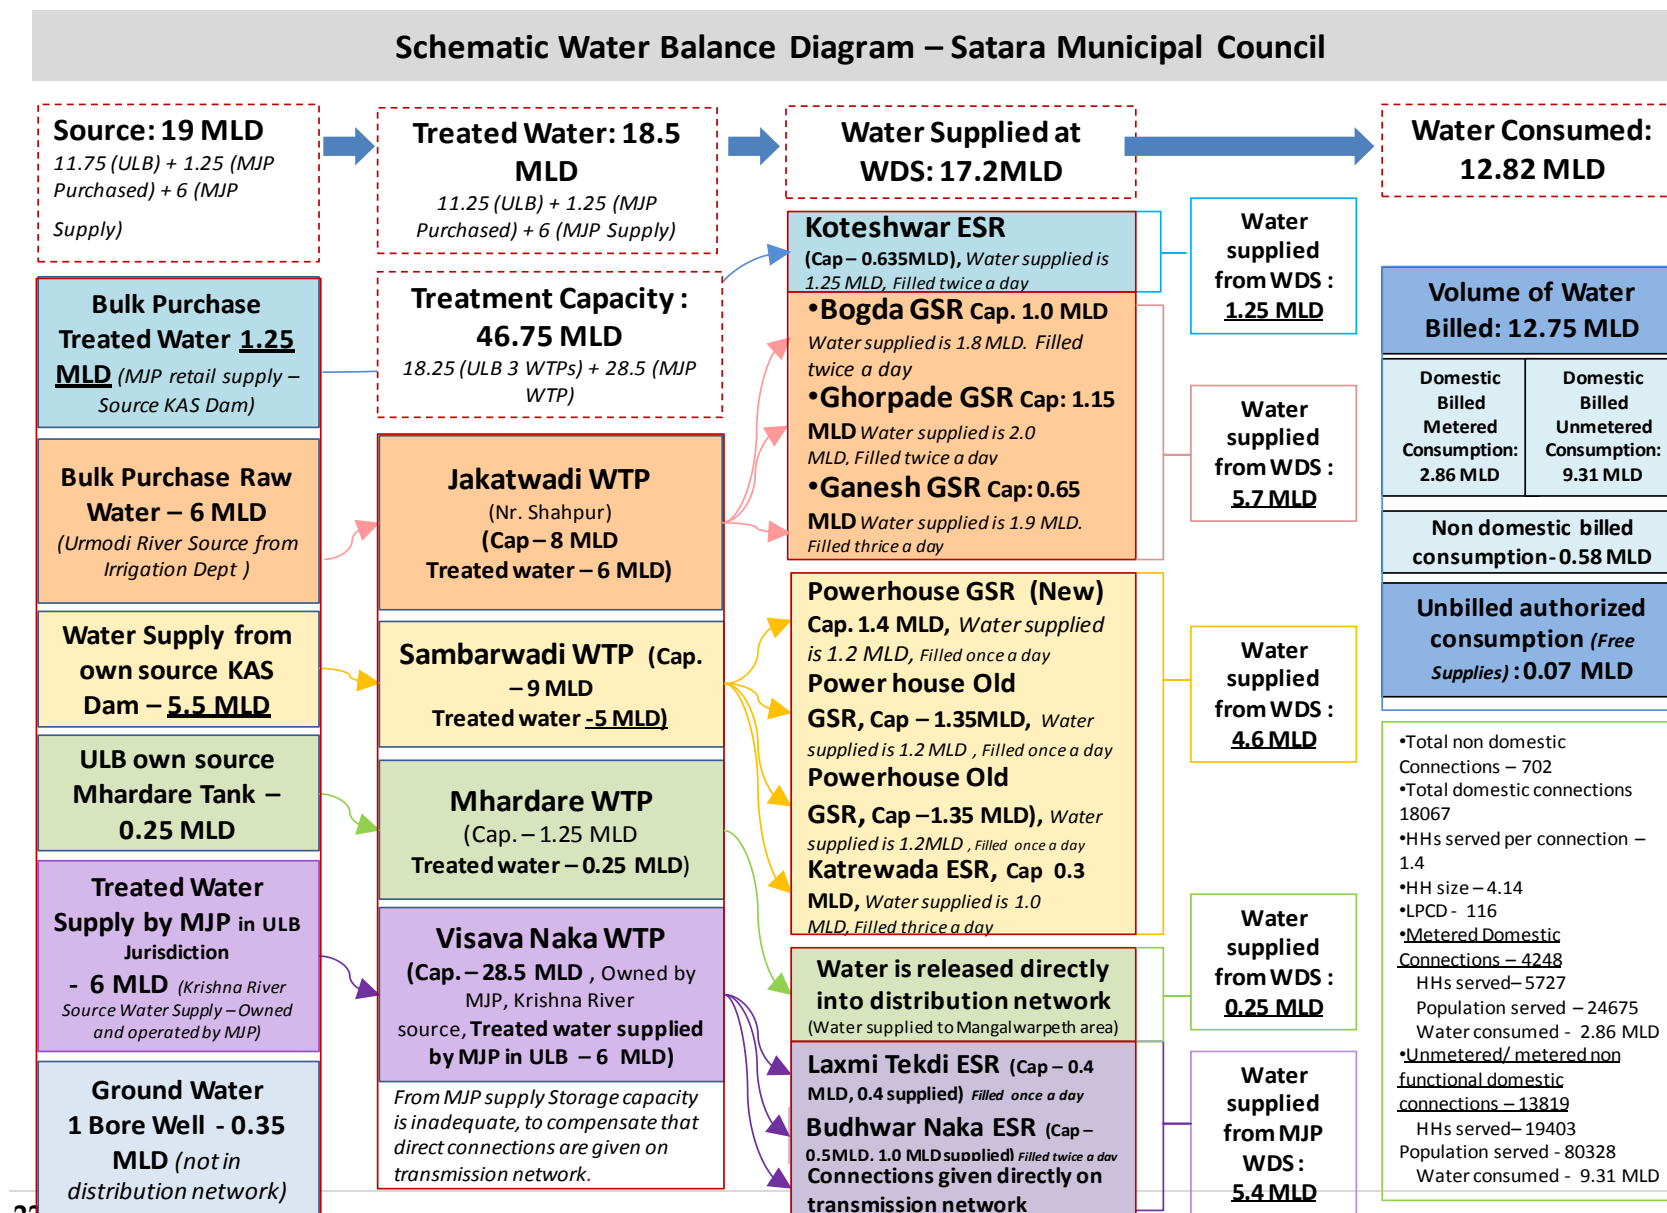 Schematic Water Balance Diagram – Satara Municipal Council
Source: 19 MLD
11.75 (ULB) + 1.25 (MJP
Purchased) + 6 (MJP
Supply)
Treated Water: 18.5
MLD
11.25 (ULB) + 1.25 (MJP
Purchased) + 6 (MJP Supply)
Water Supplied at
WDS: 17.2MLD
Water Consumed:
12.82 MLD
Bulk Purchase
Treated Water 1.25
MLD (MJP retail supply –
Source KAS Dam)
Bulk Purchase Raw
Water – 6 MLD
(Urmodi River Source from
Irrigation Dept )
Water Supply from
own source KAS
Dam – 5.5 MLD
ULB own source
Mhardare Tank –
0.25 MLD
Treated Water
Supply by MJP in ULB
Jurisdiction
- 6 MLD (Krishna River
Source Water Supply – Owned
and operated by MJP)
Ground Water
1 Bore Well - 0.35
MLD (not in
distribution network)
Treatment Capacity :
46.75 MLD
18.25 (ULB 3 WTPs) + 28.5 (MJP
WTP)
Jakatwadi WTP
(Nr. Shahpur)
(Cap – 8 MLD
Treated water – 6 MLD)
Sambarwadi WTP (Cap.
– 9 MLD
Treated water -5 MLD)
Mhardare WTP
(Cap. – 1.25 MLD
Treated water – 0.25 MLD)
Visava Naka WTP
(Cap. – 28.5 MLD , Owned by
MJP, Krishna River
source, Treated water supplied
by MJP in ULB – 6 MLD)
From MJP supply Storage capacity
is inadequate, to compensate that
direct connections are given on
transmission network.
Koteshwar ESR
(Cap – 0.635MLD), Water supplied is
1.25 MLD, Filled twice a day
•Bogda GSR Cap. 1.0 MLD
Water supplied is 1.8 MLD. Filled
twice a day
•Ghorpade GSR Cap: 1.15
MLD Water supplied is 2.0
MLD, Filled twice a day
•Ganesh GSR Cap: 0.65
MLD Water supplied is 1.9 MLD.
Filled thrice a day
Powerhouse GSR (New)
Cap. 1.4 MLD, Water supplied
is 1.2 MLD, Filled once a day
Power house Old
GSR, Cap – 1.35MLD, Water
supplied is 1.2 MLD , Filled once a day
Powerhouse Old
GSR, Cap –1.35 MLD), Water
supplied is 1.2MLD , Filled once a day
Katrewada ESR, Cap 0.3
MLD, Water supplied is 1.0
MLD, Filled thrice a day
Water is released directly
into distribution network
(Water supplied to Mangalwarpeth area)
Laxmi Tekdi ESR (Cap – 0.4
MLD, 0.4 supplied) Filled once a day
Budhwar Naka ESR (Cap –
0.5MLD. 1.0 MLD supplied) Filled twice a day
Connections given directly on
transmission network
Water
supplied
from WDS :
1.25 MLD
Water
supplied
from WDS :
5.7 MLD
Water
supplied
from WDS :
4.6 MLD
Water
supplied
from WDS :
0.25 MLD
Water
supplied
from MJP
WDS :
5.4 MLD
Volume of Water
Billed: 12.75 MLD
Domestic
Billed
Metered
Consumption:
2.86 MLD
Domestic
Billed
Unmetered
Consumption:
9.31 MLD
Non domestic billed
consumption- 0.58 MLD
Unbilled authorized
consumption (Free
Supplies) : 0.07 MLD
•Total non domestic
Connections – 702
•Total domestic connections
18067
•HHs served per connection –
1.4
•HH size – 4.14
•LPCD - 116
•Metered Domestic
Connections – 4248
HHs served– 5727
Population served – 24675
Water consumed - 2.86 MLD
•Unmetered/ metered non
functional domestic
connections – 13819
HHs served– 19403
Population served - 80328
Water consumed - 9.31 MLD